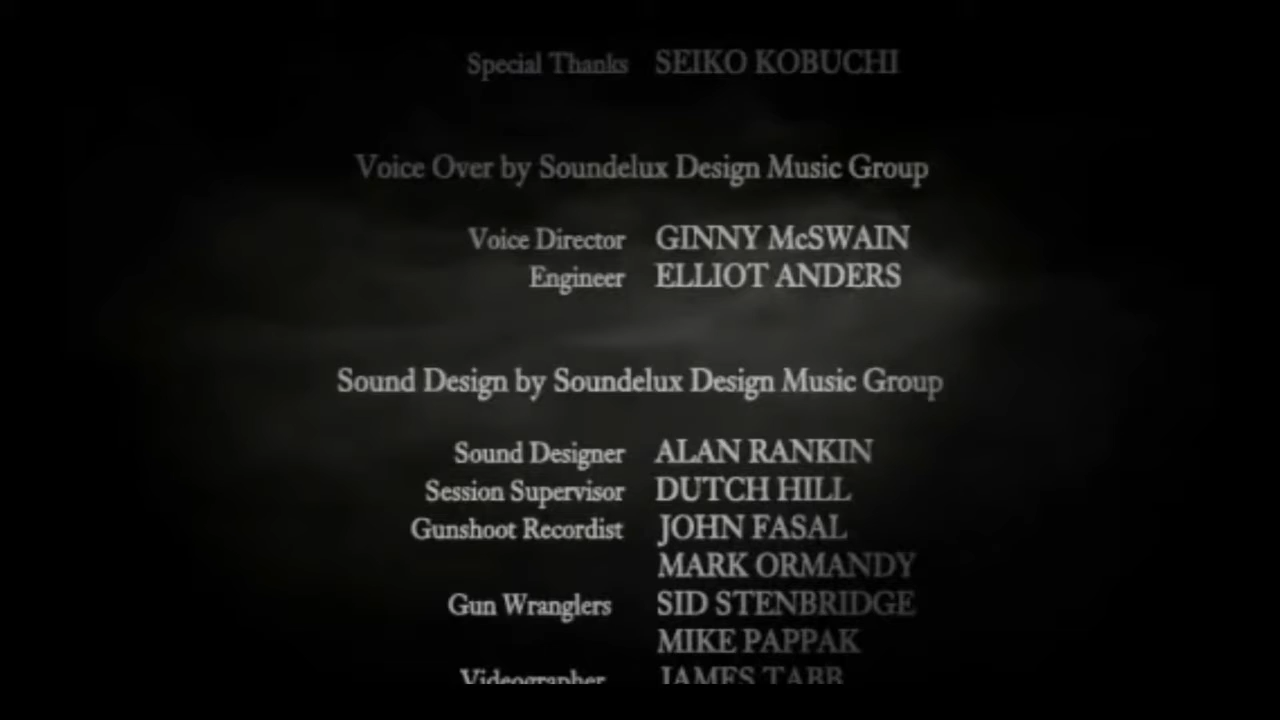 Special Thanks SEIKO KOBUCHI
Voice Over by Soundelux Design Music Group
Voice Director GINNY McSWAIN
Engineer ELLIOT ANDERS
Sound Design by Soundelux Design Music Group
Sound Designer ALAN RANKIN
Session Supervisor DUTCH HILL
Gunshoot Recordist JOHN FASAL
MARK ORMANDY
Gun Wranglers SID STENBRIDGE
MIKE PAPPAK
Videographer JAMES TABB